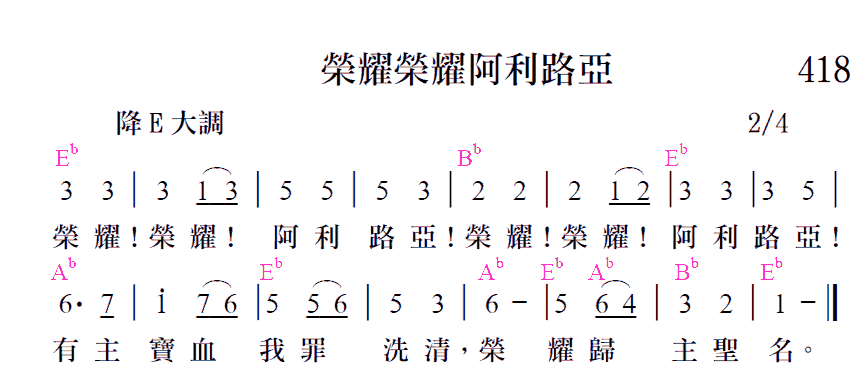 榮耀榮耀阿利路亞 418
降E大調 2/4
E♭ B♭ E♭
3 3 | 3 1 3 | 5 5 | 5 3 | 2 2 | 2 1 2 | 3 3 | 3 5 |
榮 耀！榮 耀！ 阿 利 路 亞！榮 耀！榮 耀！ 阿 利 路 亞！
A♭ E♭ A♭ E♭ A♭ B♭ E♭
6· 7 | i 7 6 | 5 5 6 | 5 3 | 6 – | 5 6 4 | 3 2 | 1 – ‖
有 主 寶 血 我 罪 洗 清，榮 耀 歸 主 聖 名。